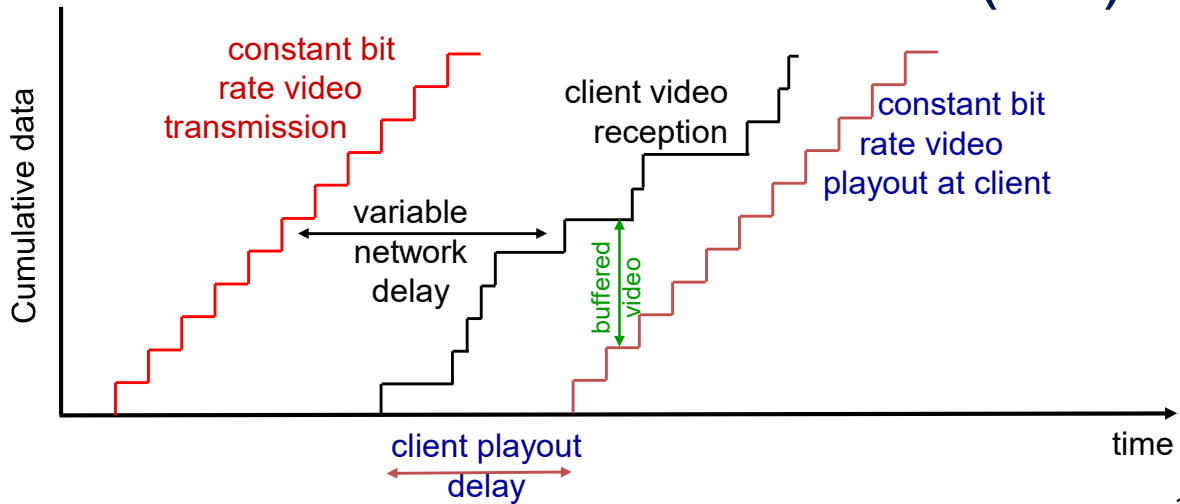 constant bit
rate video
transmission
client video
reception
constant bit
rate video
playout at client
variable
network
delay
buffered
video
Cumulative data
time
client playout
delay